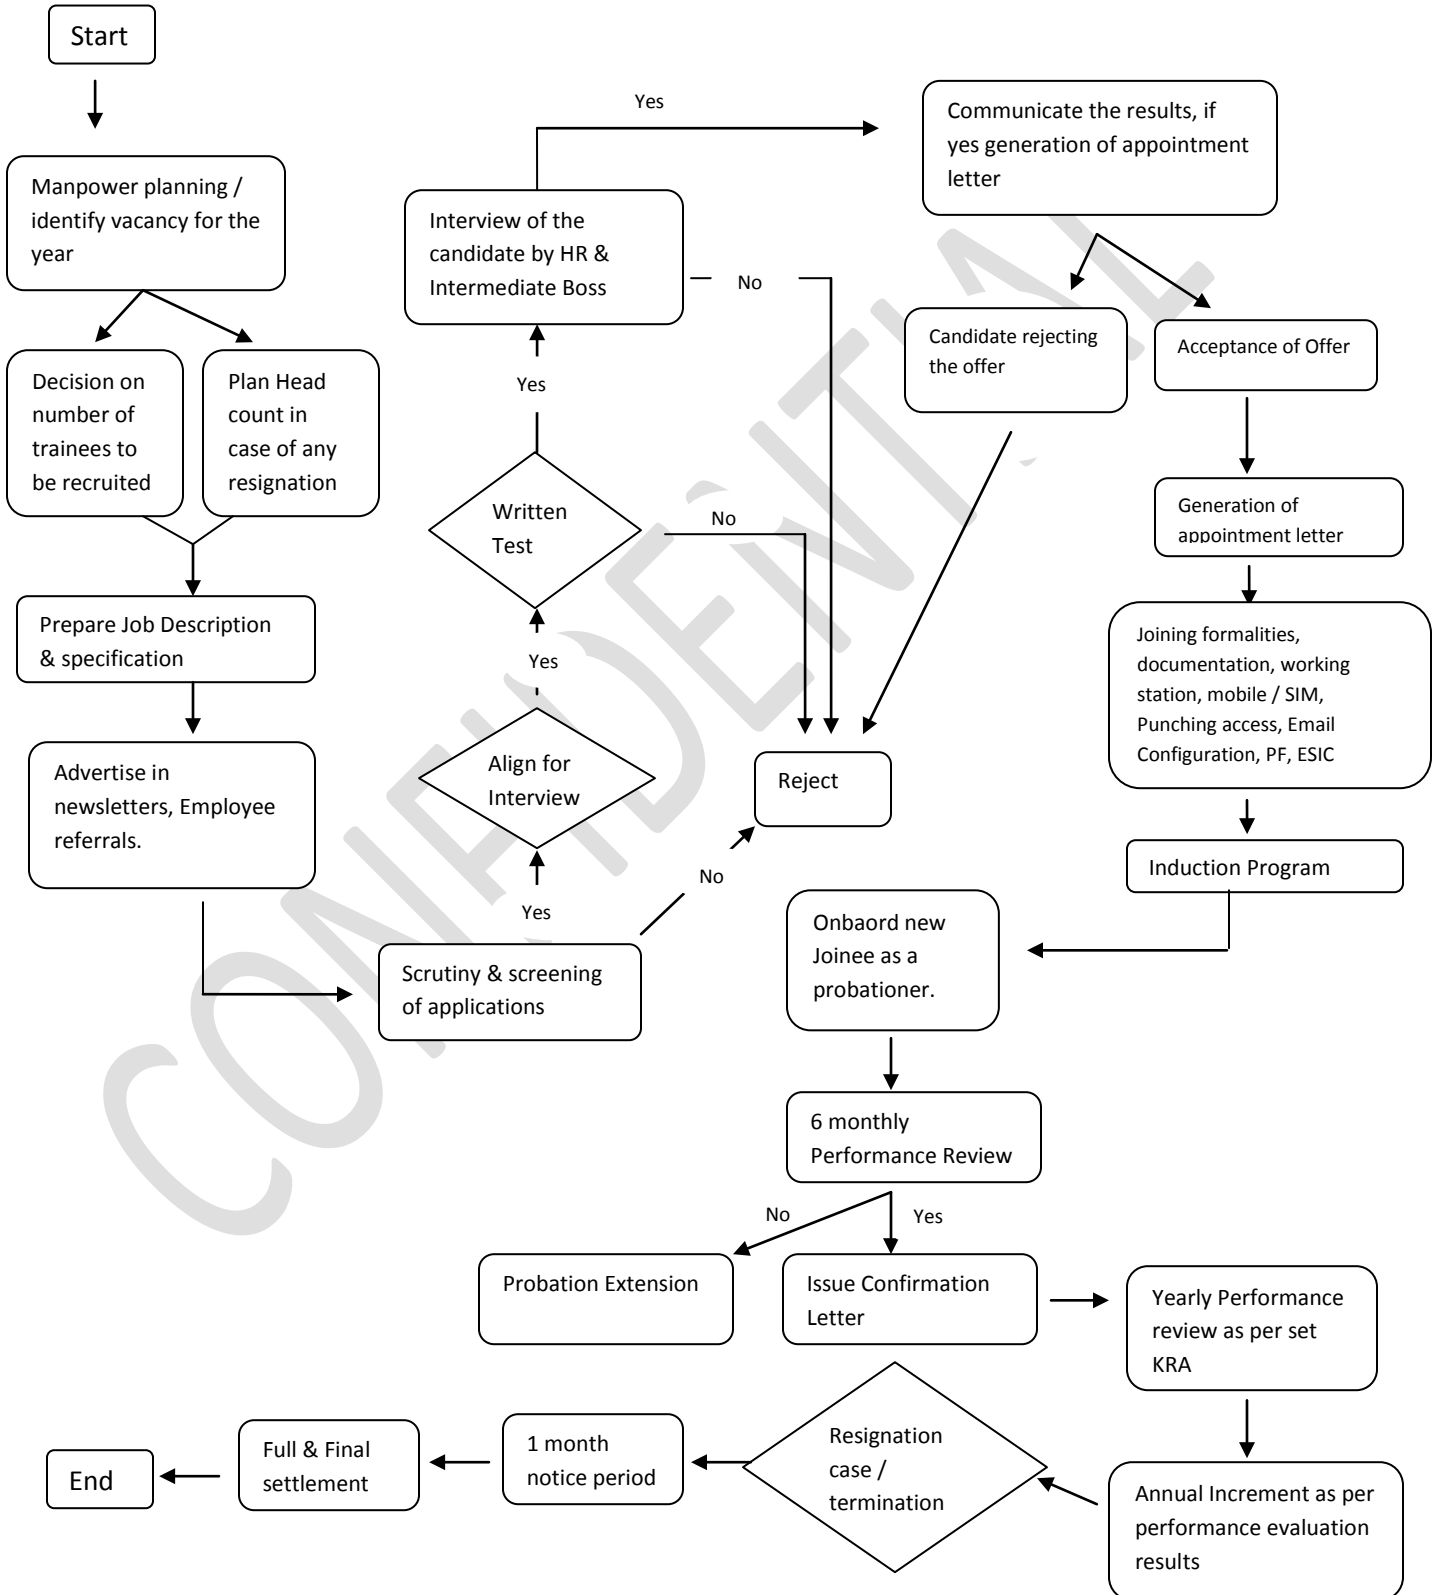 Start
Manpower planning /
identify vacancy for the
year
Decision on
number of
trainees to
be recruited
Plan Head
count in
case of any
resignation
Prepare Job Description
& specification
Advertise in
newsletters, Employee
referrals.
Scrutiny & screening
of applications
Yes
No
Align for
Interview
Yes
Written
Test
Yes
No
Interview of the
candidate by HR &
Intermediate Boss
Yes
No
Reject
Communicate the results, if
yes generation of appointment
letter
Candidate rejecting
the offer
Acceptance of Offer
Generation of
appointment letter
Joining formalities,
documentation, working
station, mobile / SIM,
Punching access, Email
Configuration, PF, ESIC
Induction Program
Onbaord new
Joinee as a
probationer.
6 monthly
Performance Review
No
Yes
Probation Extension
Issue Confirmation
Letter
Yearly Performance
review as per set
KRA
Annual Increment as per
performance evaluation
results
Resignation
case /
termination
1 month
notice period
Full & Final
settlement
End
CONFIDENTIAL